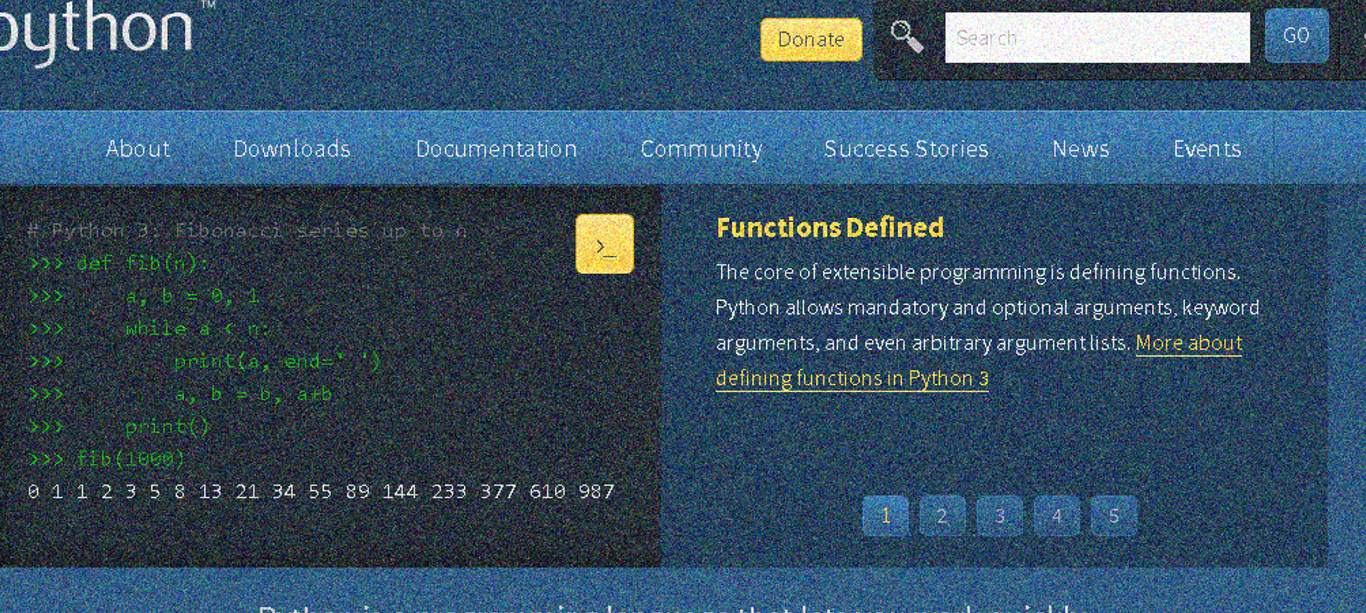 python™
Donate
Search
GO
About Downloads Documentation Community Success Stories News Events
# Python 3: Fibonacci series up to n
>>> def fib(n):
>>>     a, b = 0, 1
>>>     while a < n:
>>>         print(a, end=' ')
>>>         a, b = b, a+b
>>>     print()
>>> fib(1000)
0 1 1 2 3 5 8 13 21 34 55 89 144 233 377 610 987
>_
Functions Defined
The core of extensible programming is defining functions.
Python allows mandatory and optional arguments, keyword
arguments, and even arbitrary argument lists. More about
defining functions in Python 3
1 2 3 4 5